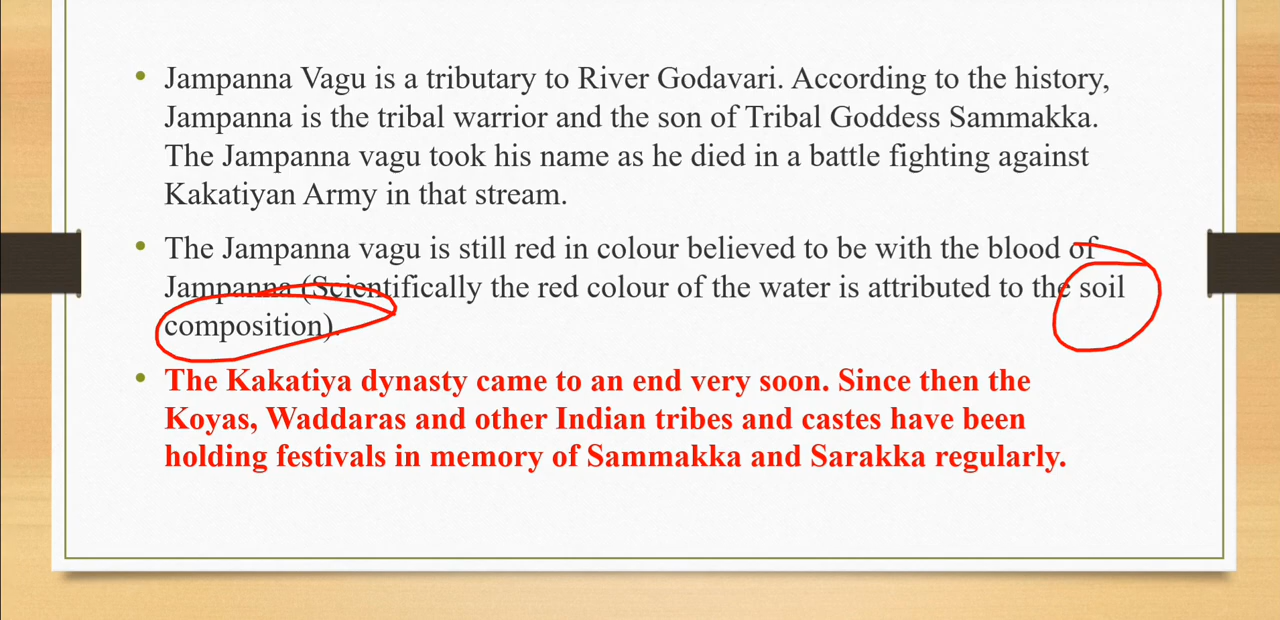 • Jampanna Vagu is a tributary to River Godavari. According to the history,
Jampanna is the tribal warrior and the son of Tribal Goddess Sammakka.
The Jampanna vagu took his name as he died in a battle fighting against
Kakatiyan Army in that stream.
• The Jampanna vagu is still red in colour believed to be with the blood of
Jampanna (Scientifically the red colour of the water is attributed to the soil
composition).
• The Kakatiya dynasty came to an end very soon. Since then the
Koyas, Waddaras and other Indian tribes and castes have been
holding festivals in memory of Sammakka and Sarakka regularly.